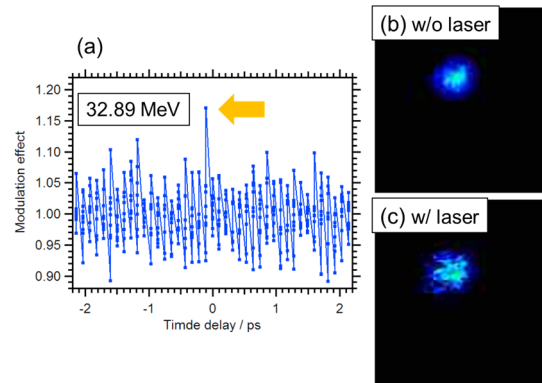 (a)
32.89 MeV
Modulation effect
1.20
1.15
1.10
1.05
1.00
0.95
0.90
-2
-1
0
1
2
Timde delay / ps
(b) w/o laser
(c) w/ laser